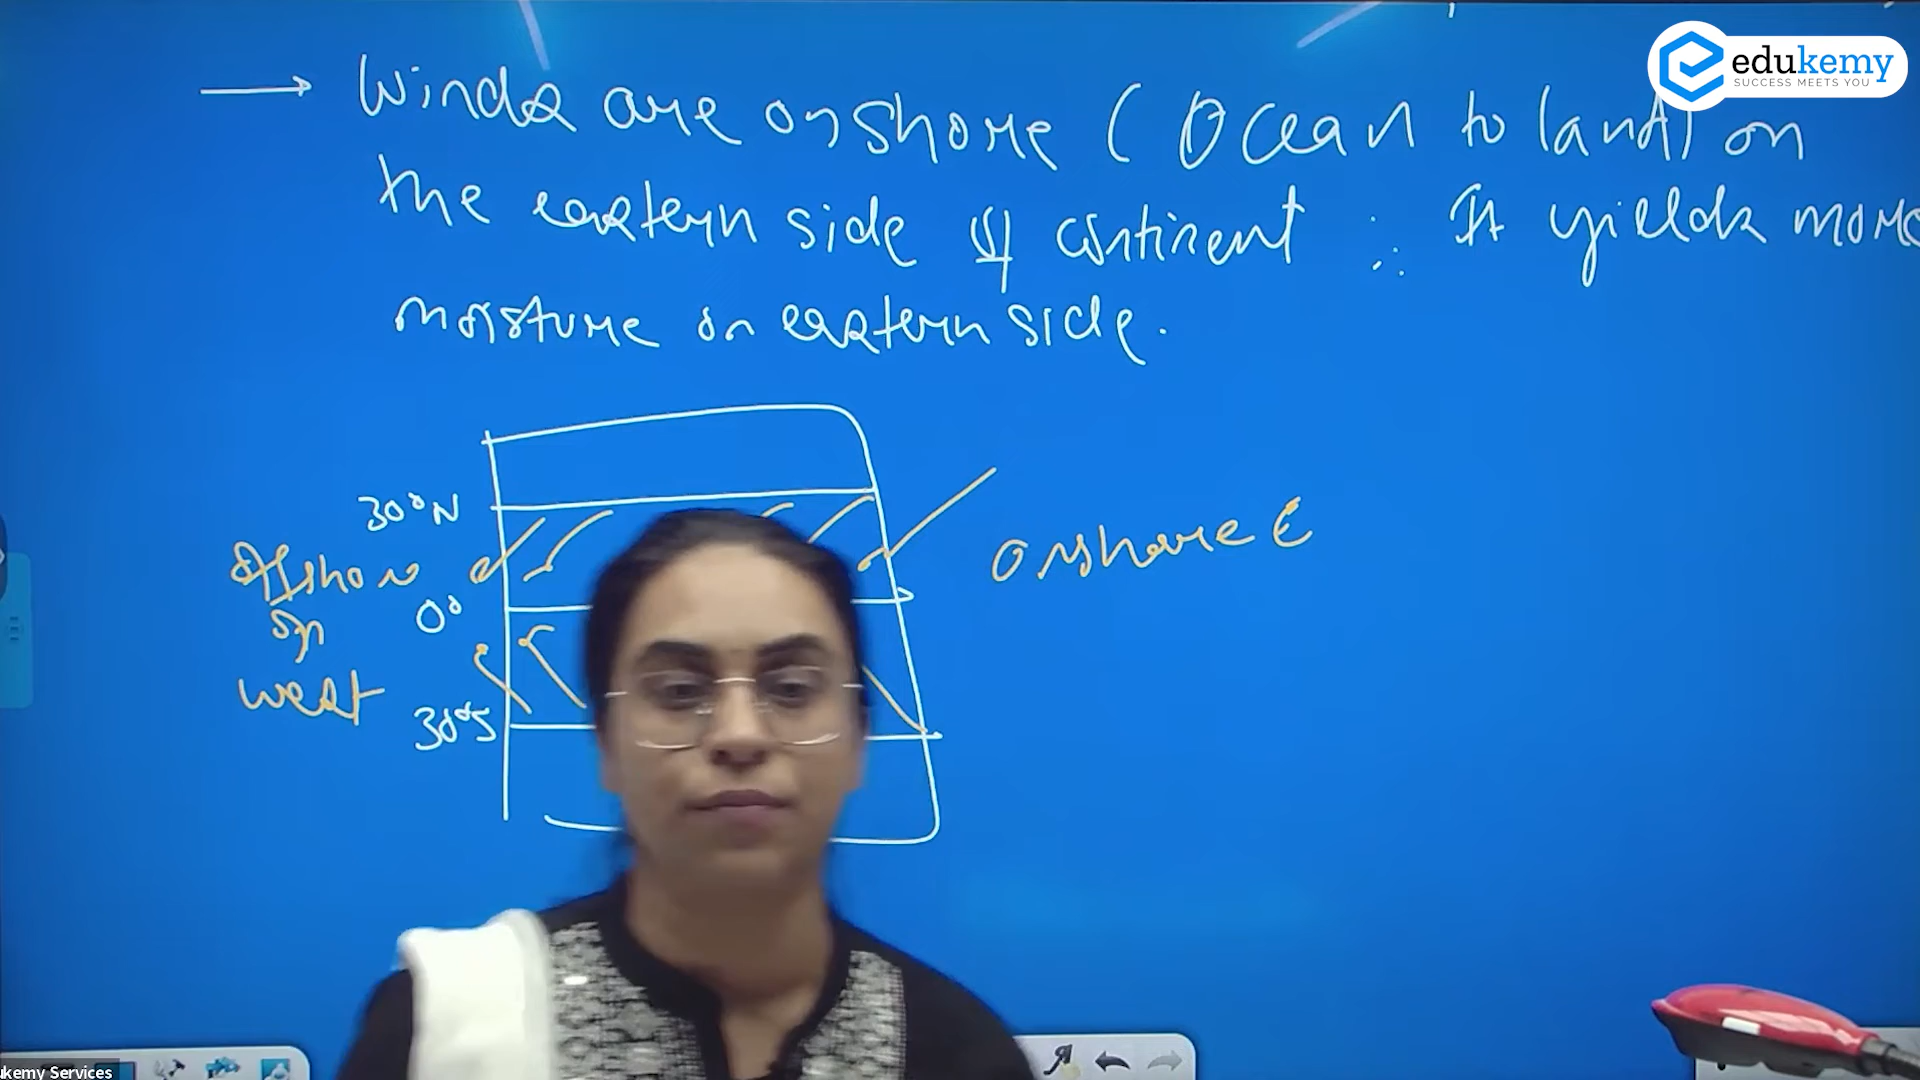 edukemy
SUCCESS MEETS YOU
→ Winds are onshore ( Ocean to land) on
the eastern side of continent ∴ It yields more
moisture on eastern side.
30°N
offshore
on
west
0°
onshore E
30°S
kemy Services